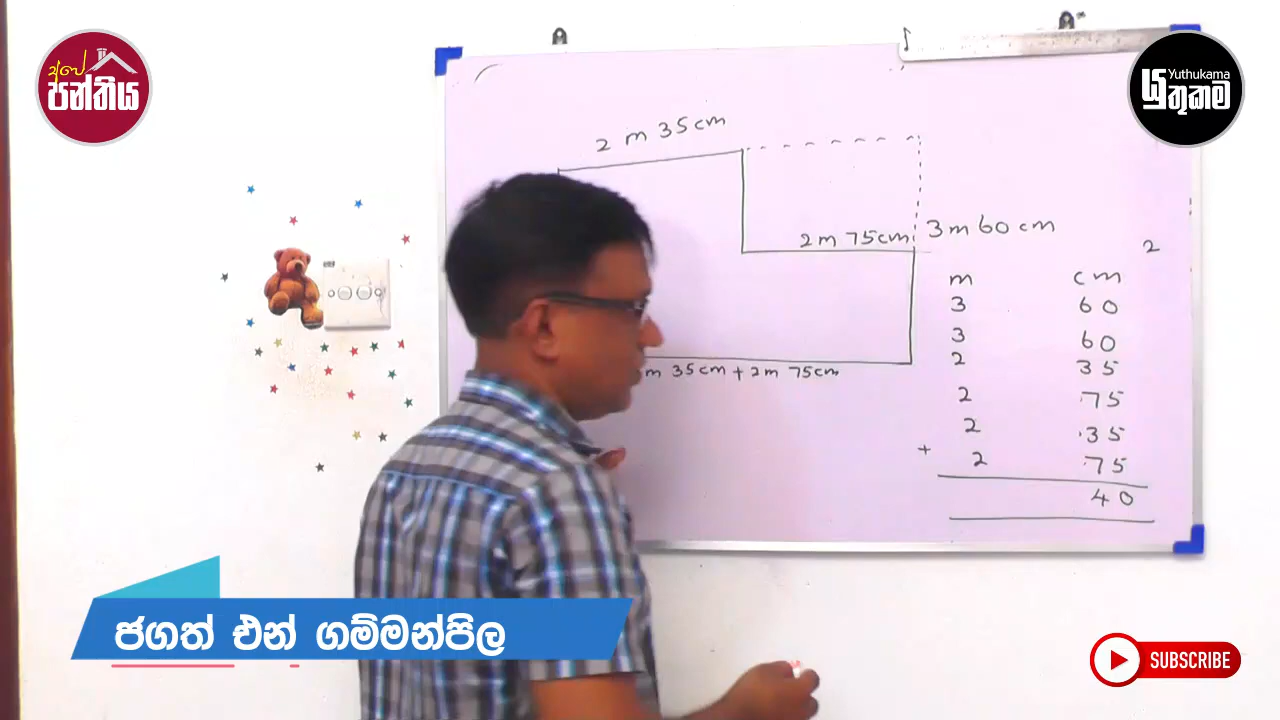 අපේ
පන්තිය
Yuthukama
යුතුකම
2 m 35 cm
2 m 75 cm
3 m 60 cm
2
m cm
3 60
3 60
2 35
2 75
2 .35
+ 2 75
40
m 35 cm + 2 m 75 cm
ජගත් එන් ගම්මන්පිල
SUBSCRIBE